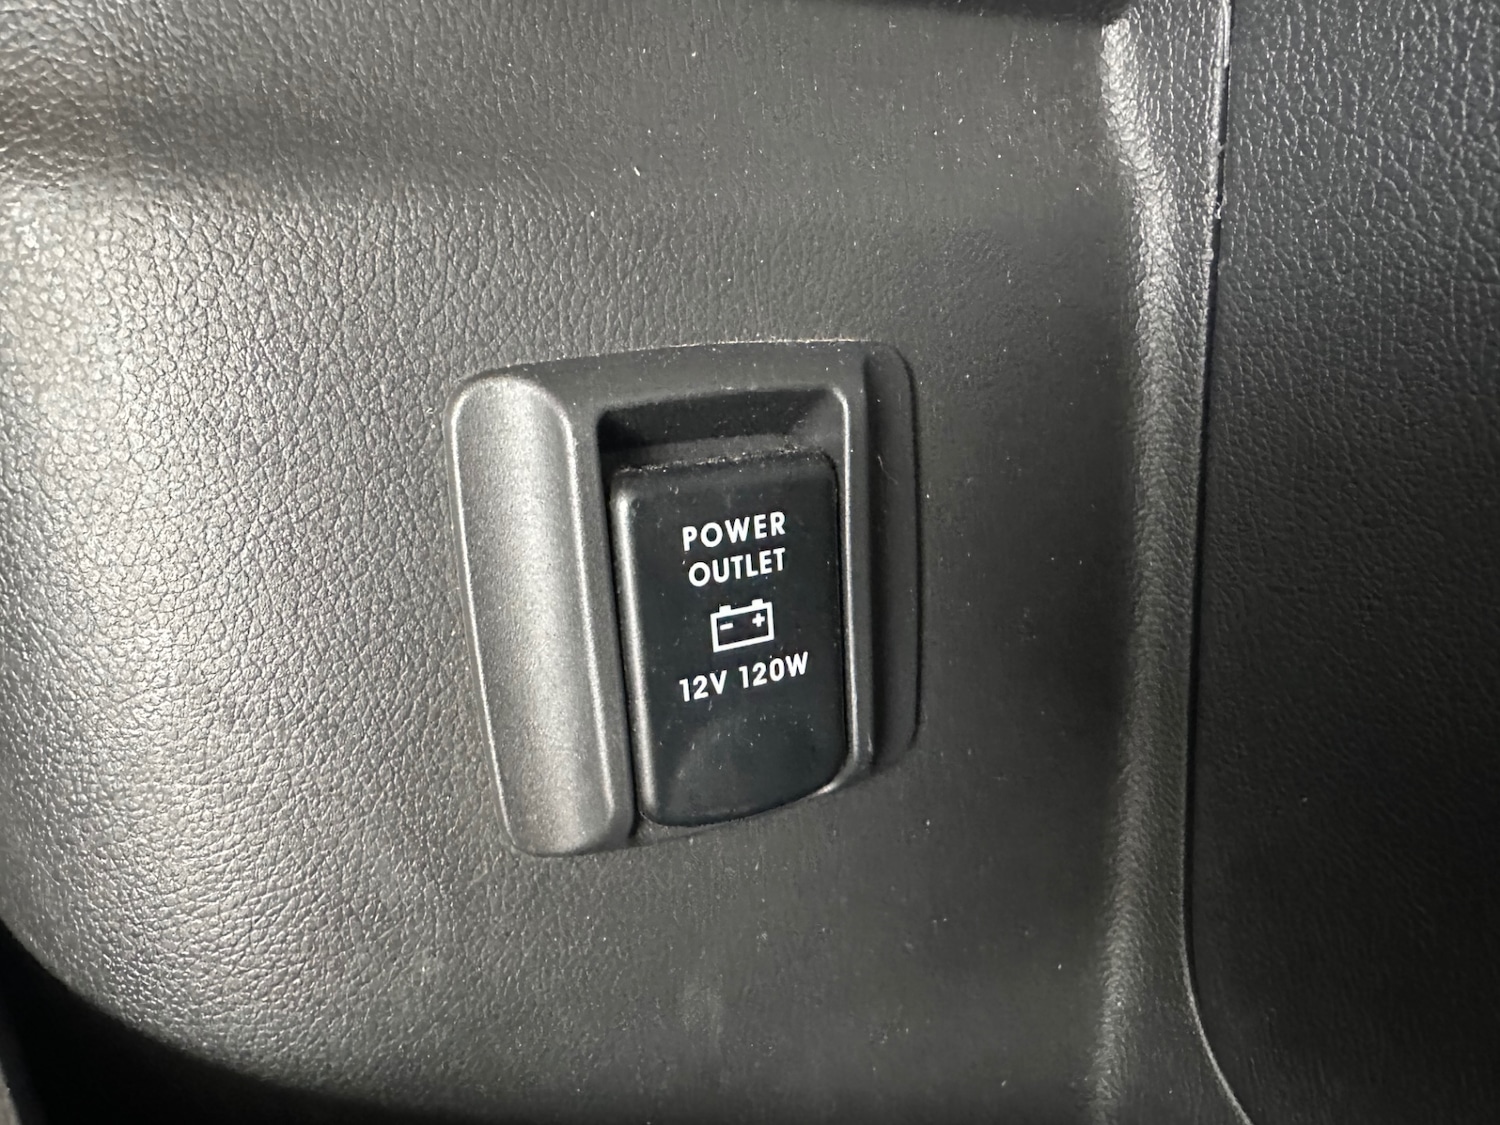 POWER
OUTLET
- +
12V 120W